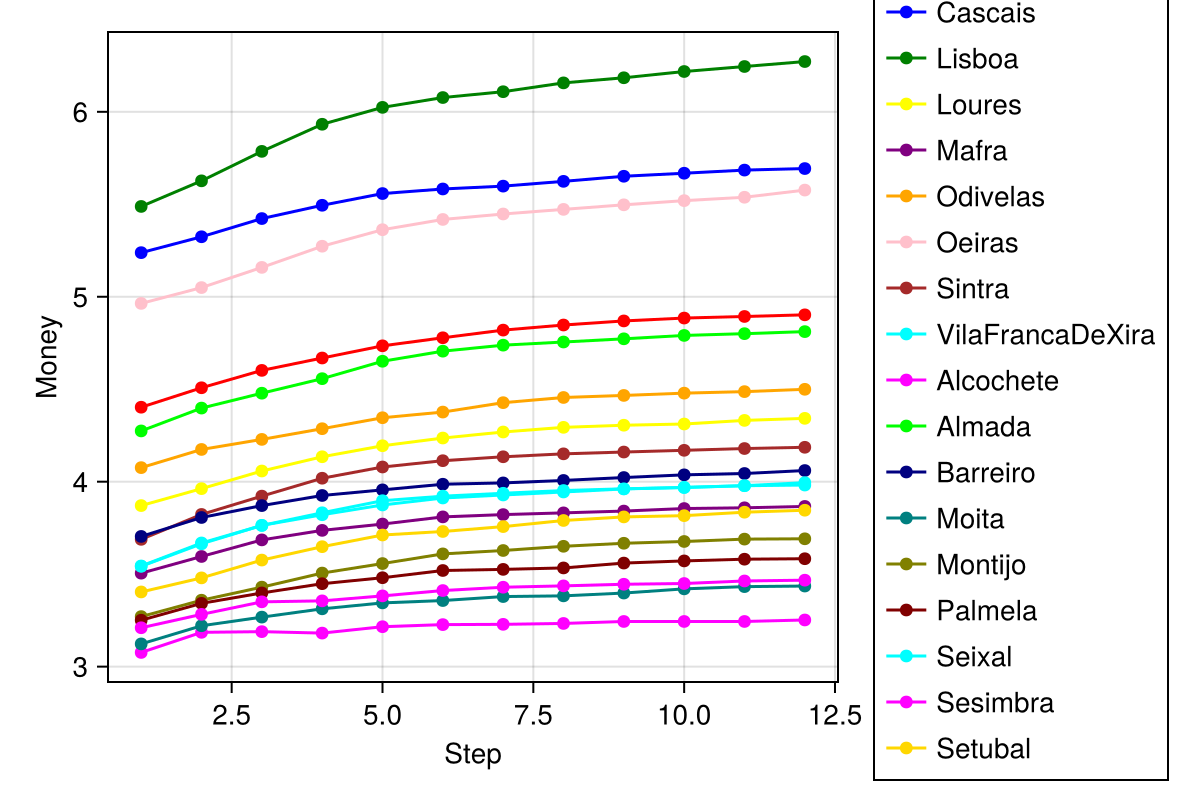 Cascais
Lisboa
Loures
Mafra
Odivelas
Oeiras
Sintra
VilaFrancaDeXira
Alcochete
Almada
Barreiro
Moita
Montijo
Palmela
Seixal
Sesimbra
Setubal
6
5
4
3
Money
2.5 5.0 7.5 10.0 12.5
Step